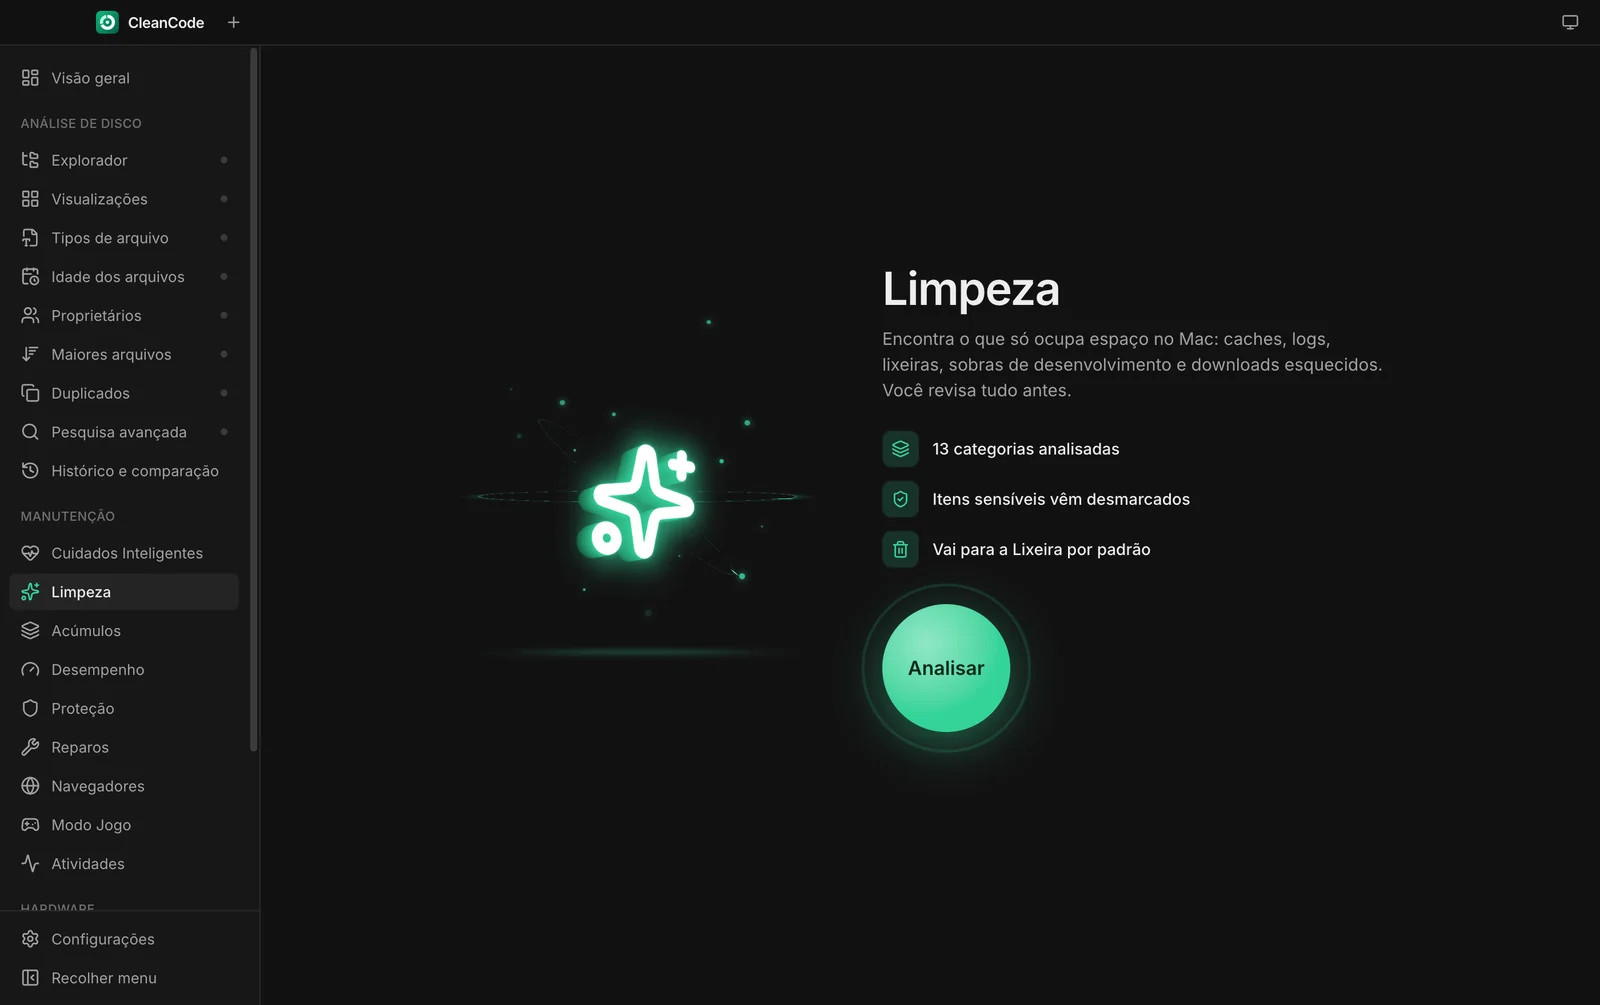 CleanCode
Visão geral
ANÁLISE DE DISCO
Explorador
Visualizações
Tipos de arquivo
Idade dos arquivos
Proprietários
Maiores arquivos
Duplicados
Pesquisa avançada
Histórico e comparação
MANUTENÇÃO
Cuidados Inteligentes
Limpeza
Acúmulos
Desempenho
Proteção
Reparos
Navegadores
Modo Jogo
Atividades
HARDWARE
Configurações
Recolher menu
Limpeza
Encontra o que só ocupa espaço no Mac: caches, logs,
lixeiras, sobras de desenvolvimento e downloads esquecidos.
Você revisa tudo antes.
13 categorias analisadas
Itens sensíveis vêm desmarcados
Vai para a Lixeira por padrão
Analisar